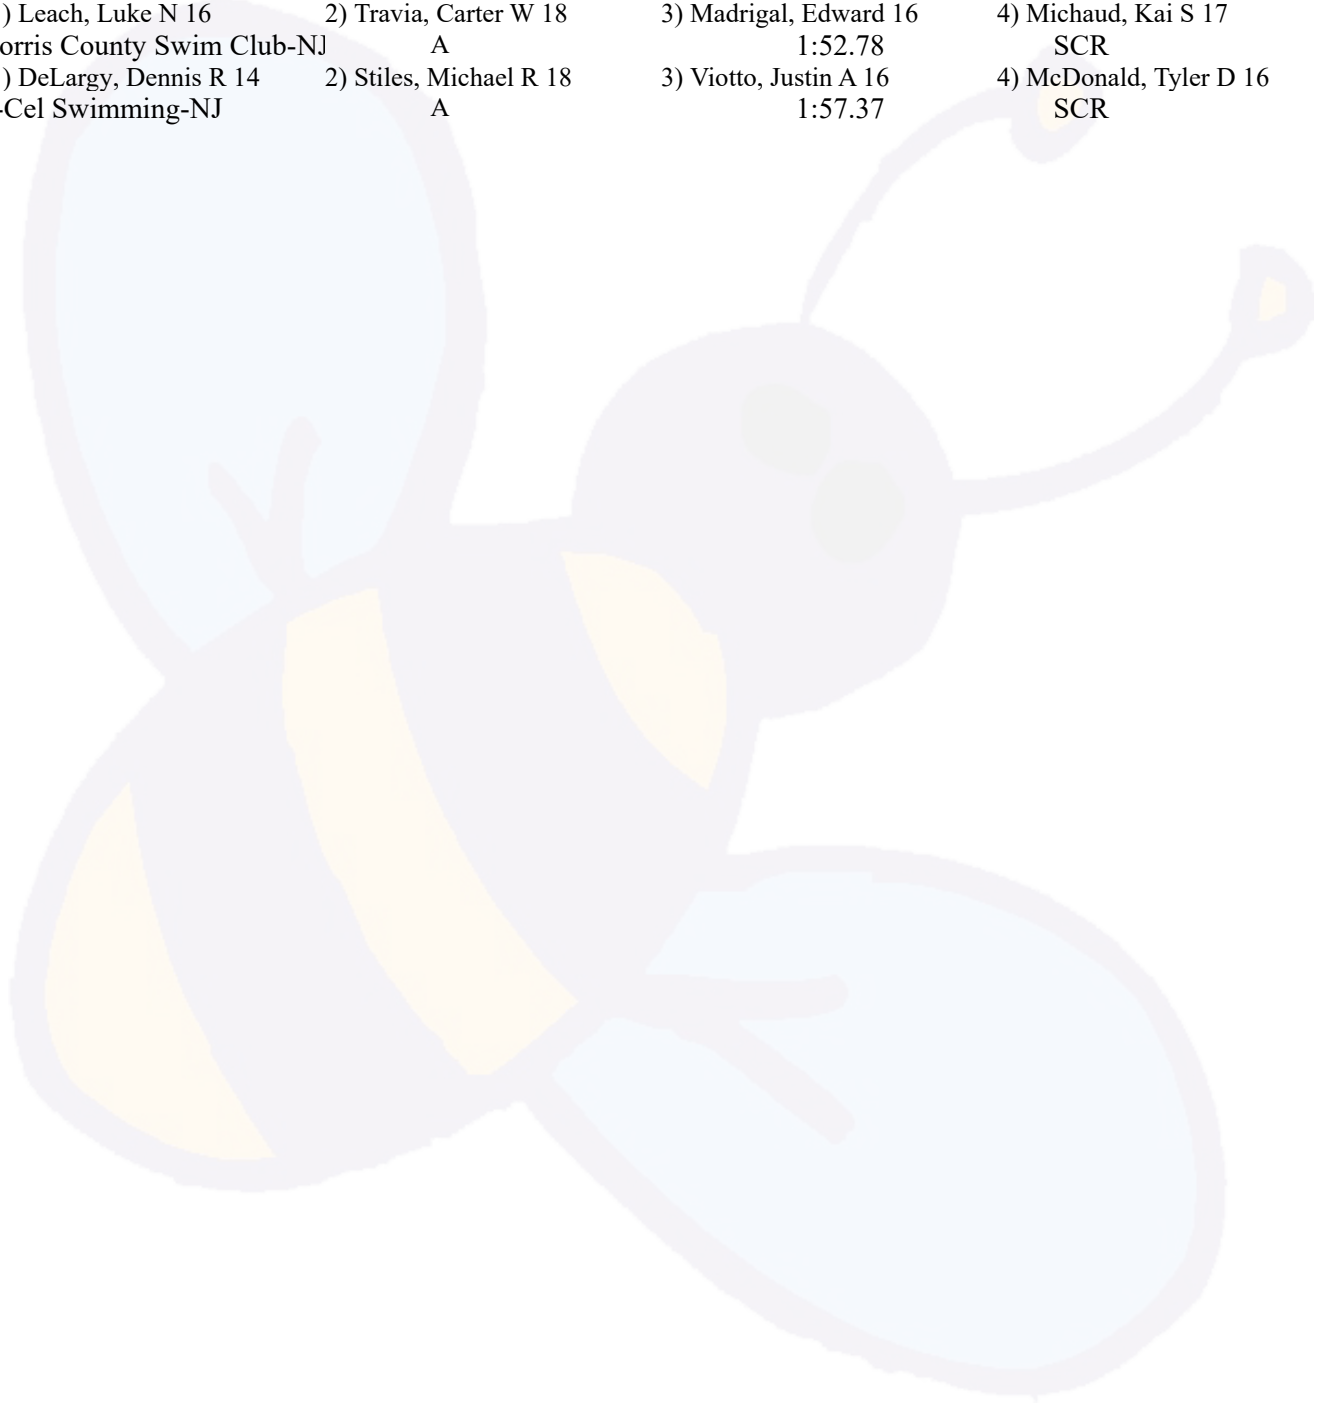 ) Leach, Luke N 16 2) Travia, Carter W 18 3) Madrigal, Edward 16 4) Michaud, Kai S 17
orris County Swim Club-NJ A 1:52.78 SCR
) DeLargy, Dennis R 14 2) Stiles, Michael R 18 3) Viotto, Justin A 16 4) McDonald, Tyler D 16
-Cel Swimming-NJ A 1:57.37 SCR